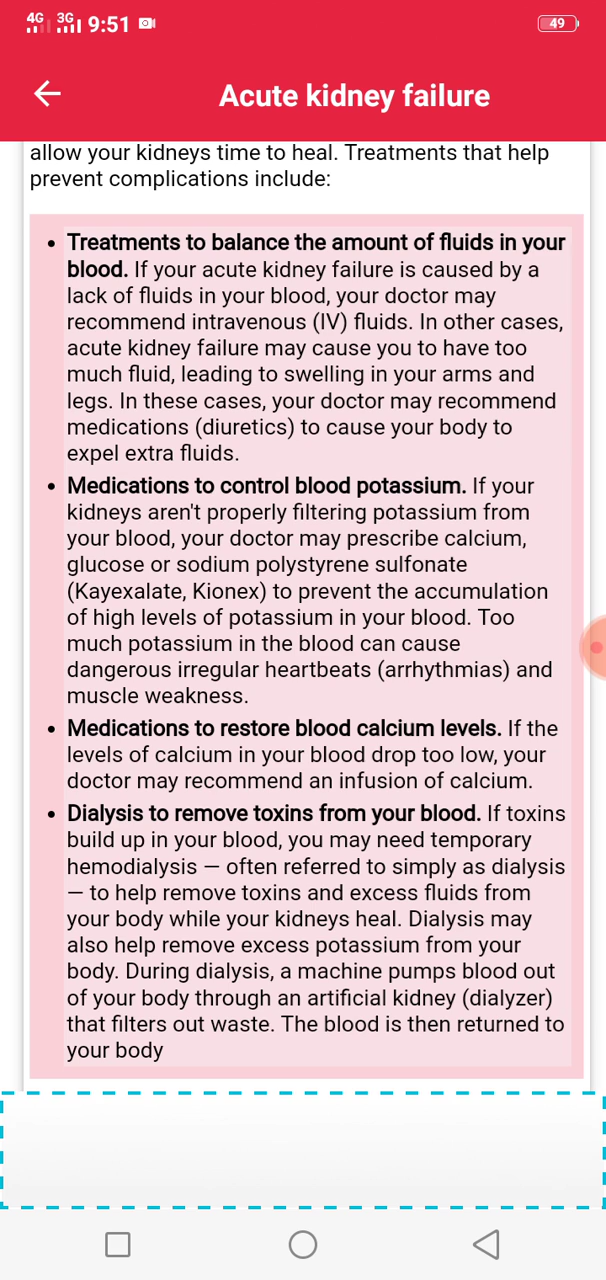 4G 3G 9:51 49
Acute kidney failure
allow your kidneys time to heal. Treatments that help
prevent complications include:
• Treatments to balance the amount of fluids in your
blood. If your acute kidney failure is caused by a
lack of fluids in your blood, your doctor may
recommend intravenous (IV) fluids. In other cases,
acute kidney failure may cause you to have too
much fluid, leading to swelling in your arms and
legs. In these cases, your doctor may recommend
medications (diuretics) to cause your body to
expel extra fluids.
• Medications to control blood potassium. If your
kidneys aren't properly filtering potassium from
your blood, your doctor may prescribe calcium,
glucose or sodium polystyrene sulfonate
(Kayexalate, Kionex) to prevent the accumulation
of high levels of potassium in your blood. Too
much potassium in the blood can cause
dangerous irregular heartbeats (arrhythmias) and
muscle weakness.
• Medications to restore blood calcium levels. If the
levels of calcium in your blood drop too low, your
doctor may recommend an infusion of calcium.
• Dialysis to remove toxins from your blood. If toxins
build up in your blood, you may need temporary
hemodialysis — often referred to simply as dialysis
— to help remove toxins and excess fluids from
your body while your kidneys heal. Dialysis may
also help remove excess potassium from your
body. During dialysis, a machine pumps blood out
of your body through an artificial kidney (dialyzer)
that filters out waste. The blood is then returned to
your body